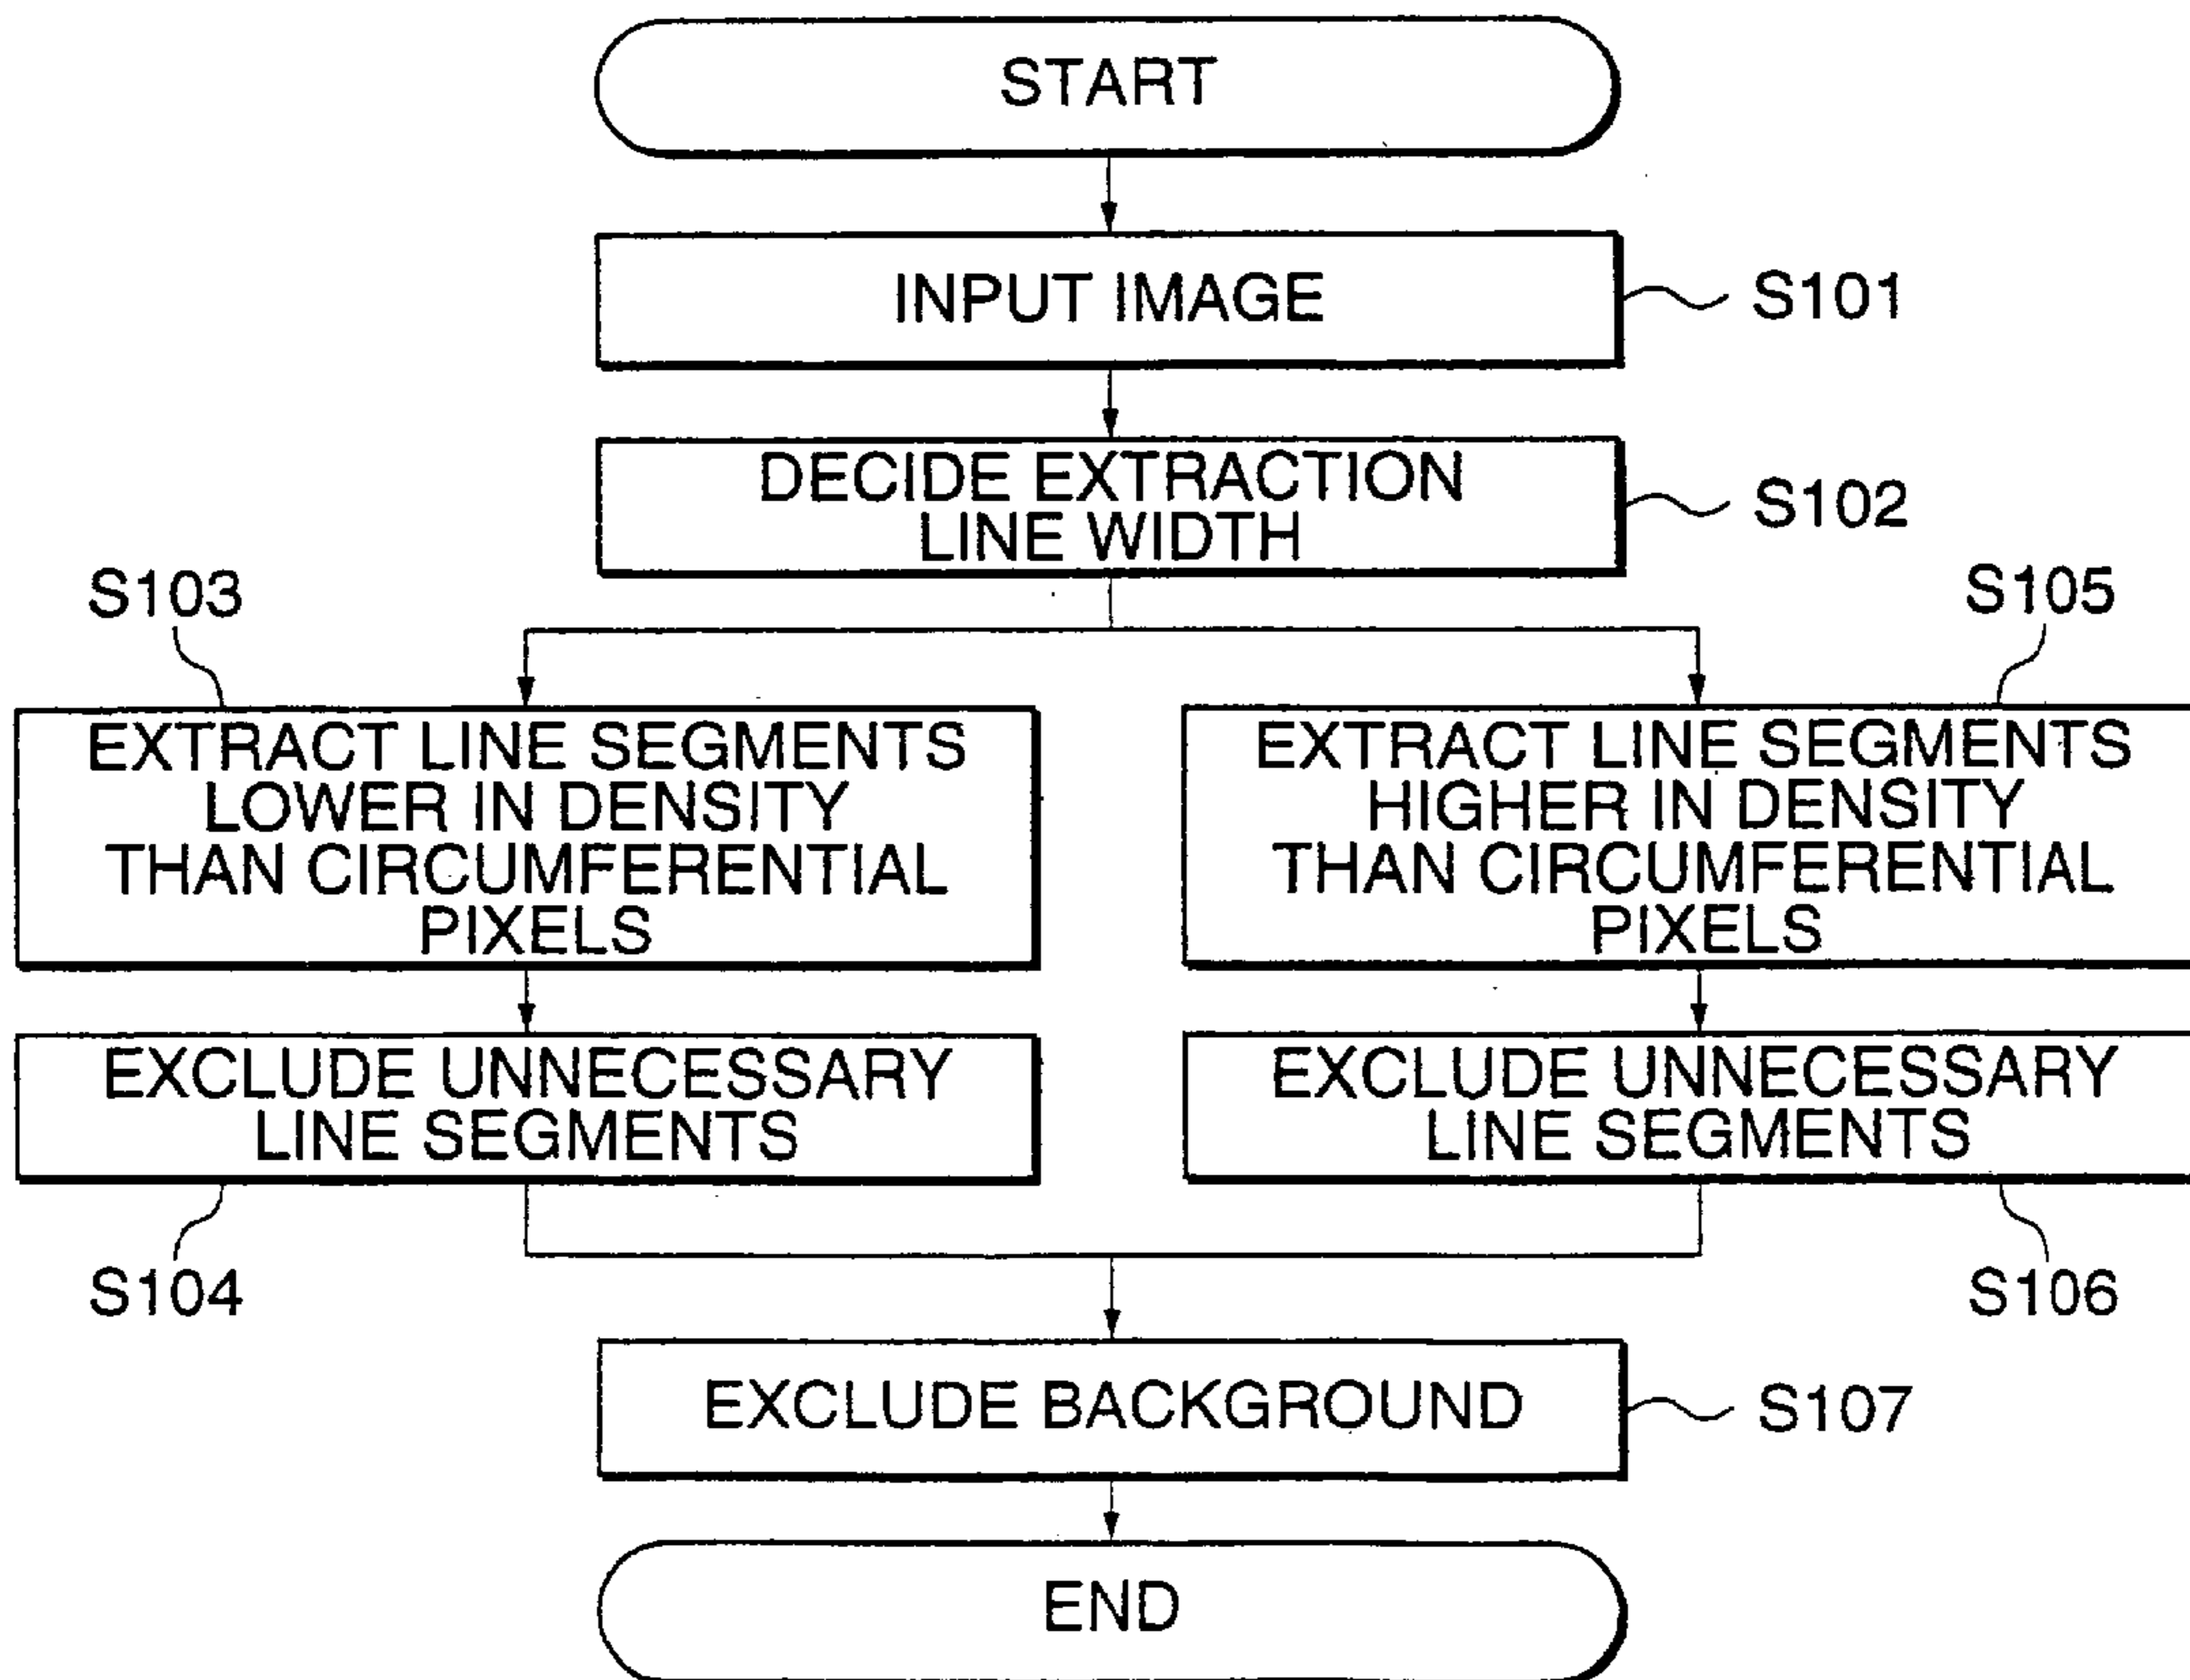 START
INPUT IMAGE
S101
DECIDE EXTRACTION
LINE WIDTH
S102
S103
EXTRACT LINE SEGMENTS
LOWER IN DENSITY
THAN CIRCUMFERENTIAL
PIXELS
EXCLUDE UNNECESSARY
LINE SEGMENTS
S104
S105
EXTRACT LINE SEGMENTS
HIGHER IN DENSITY
THAN CIRCUMFERENTIAL
PIXELS
EXCLUDE UNNECESSARY
LINE SEGMENTS
S106
EXCLUDE BACKGROUND
S107
END